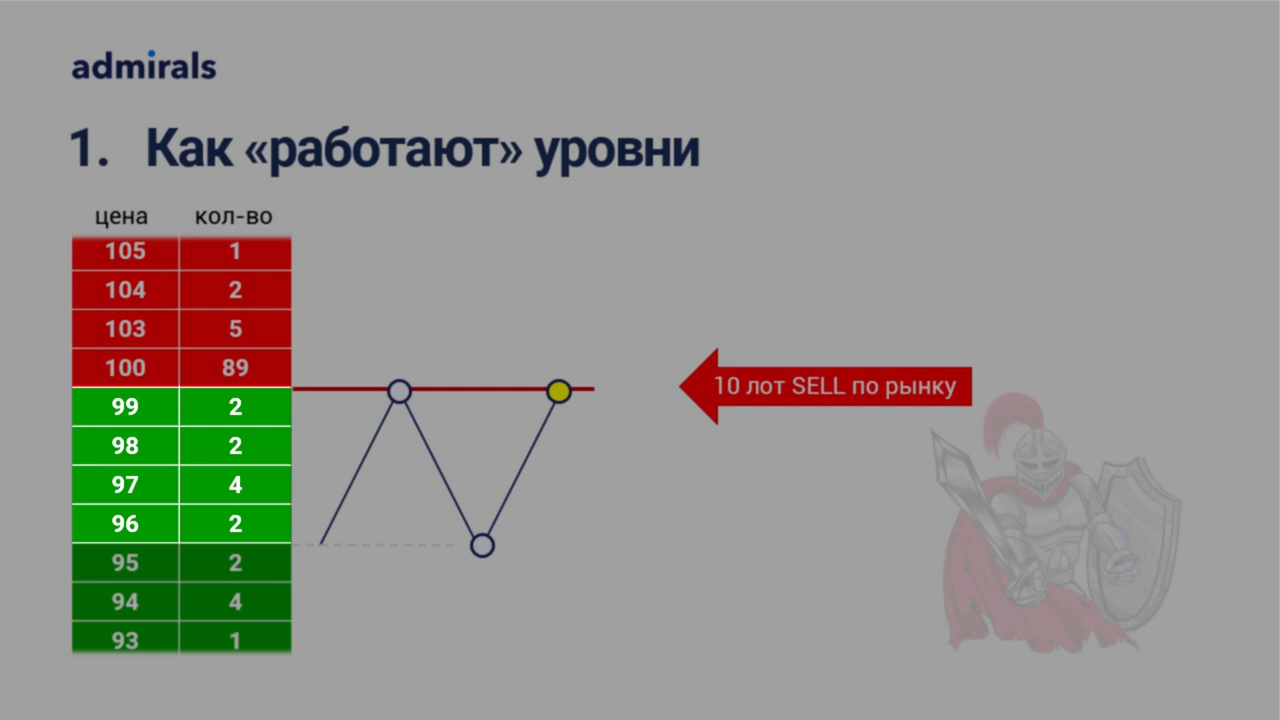 admirals
1. Как «работают» уровни
цена кол-во
105 1
104 2
103 5
100 89
99 2
98 2
97 4
96 2
95 2
94 4
93 1
10 лот SELL по рынку